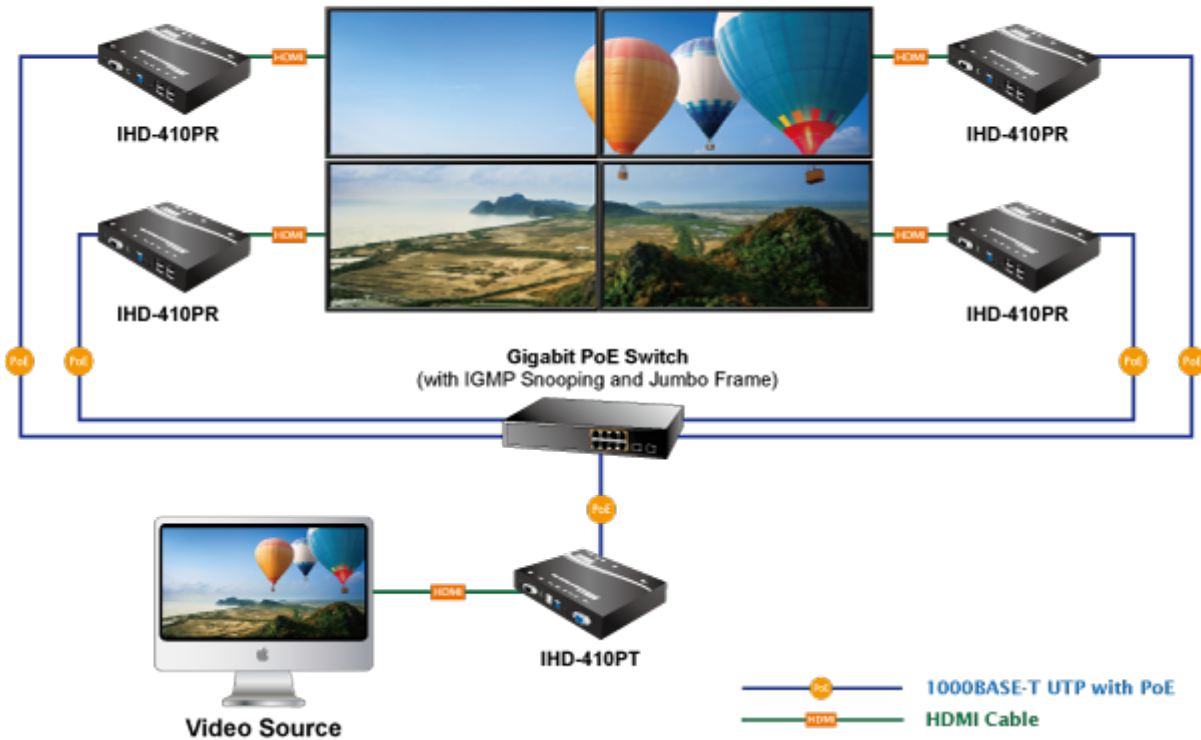 HDMI
HDMI
IHD-410PR
IHD-410PR
HDMI
HDMI
IHD-410PR
IHD-410PR
PoE
PoE
Gigabit PoE Switch
(with IGMP Snooping and Jumbo Frame)
PoE
PoE
PoE
HDMI
IHD-410PT
Video Source
PoE
1000BASE-T UTP with PoE
HDMI
HDMI Cable